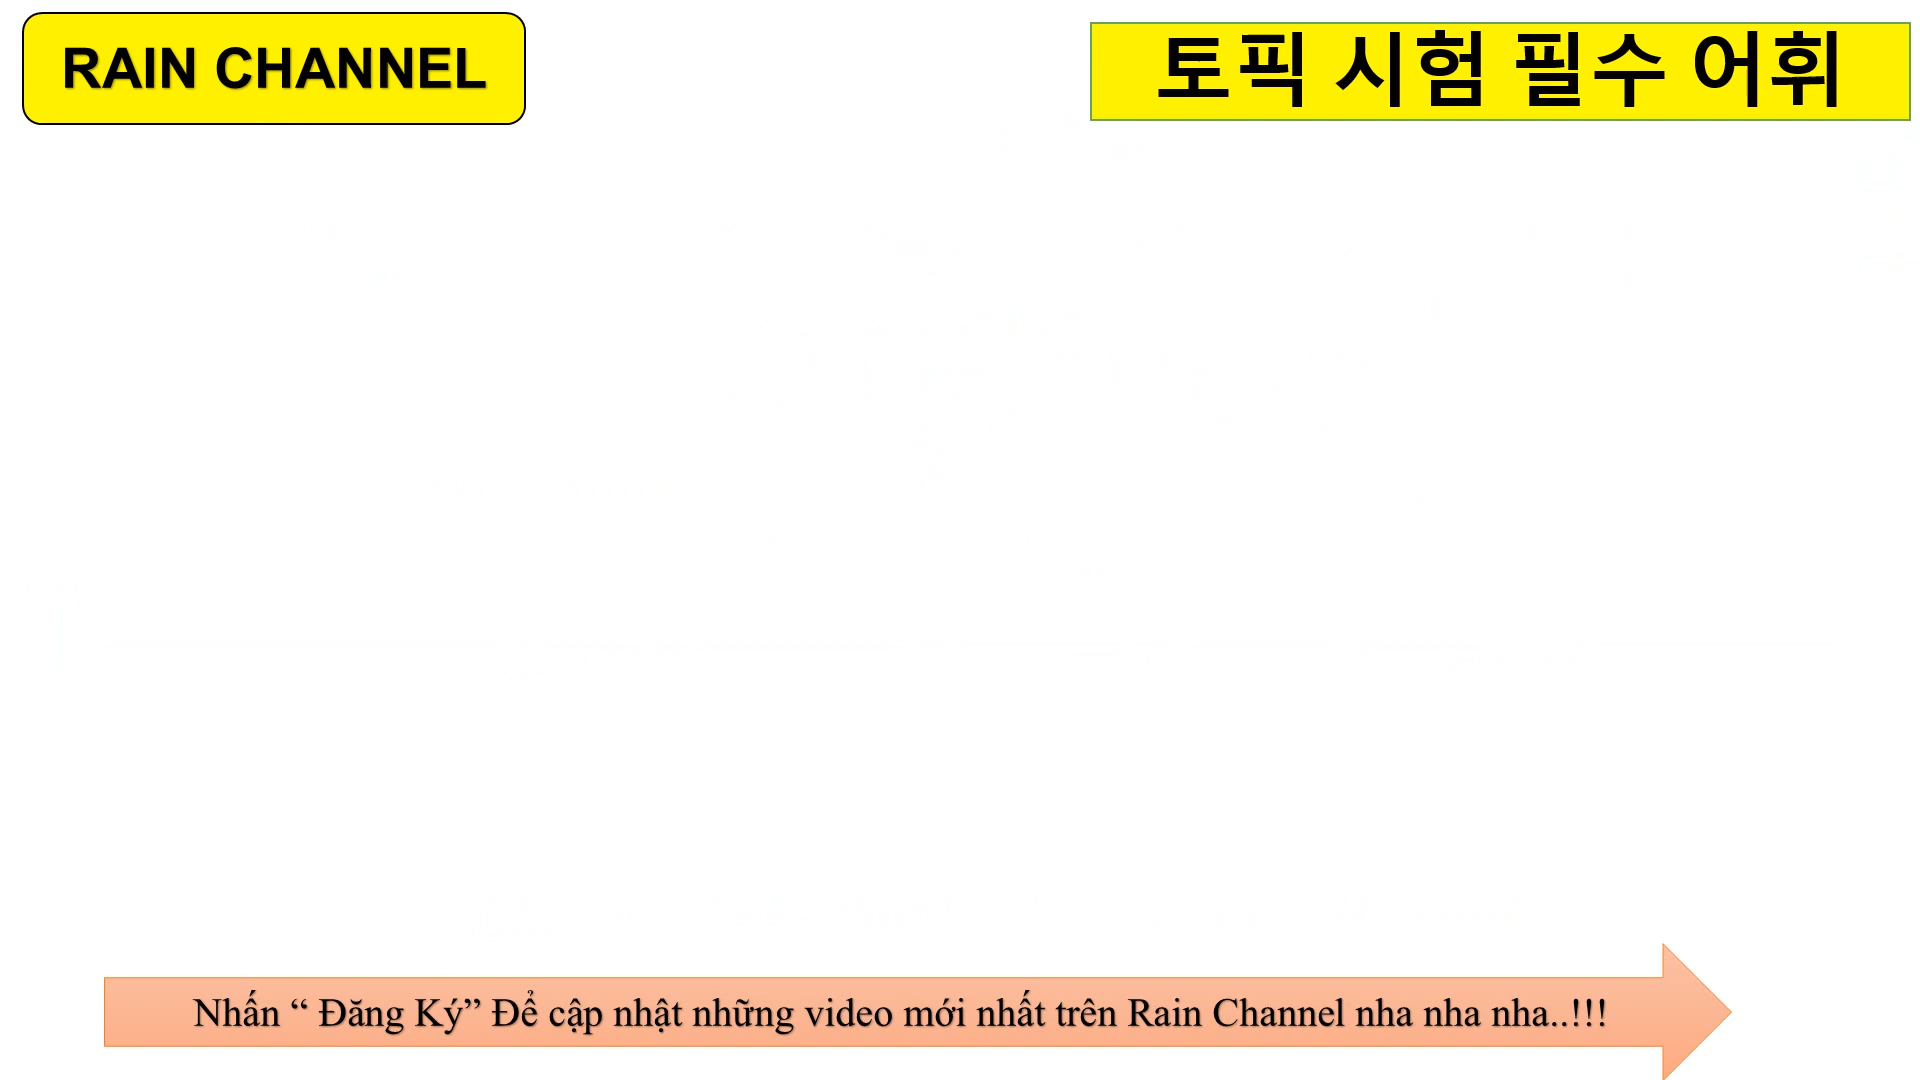 RAIN CHANNEL
토픽 시험 필수 어휘
Nhấn “ Đăng Ký” Để cập nhật những video mới nhất trên Rain Channel nha nha nha..!!!